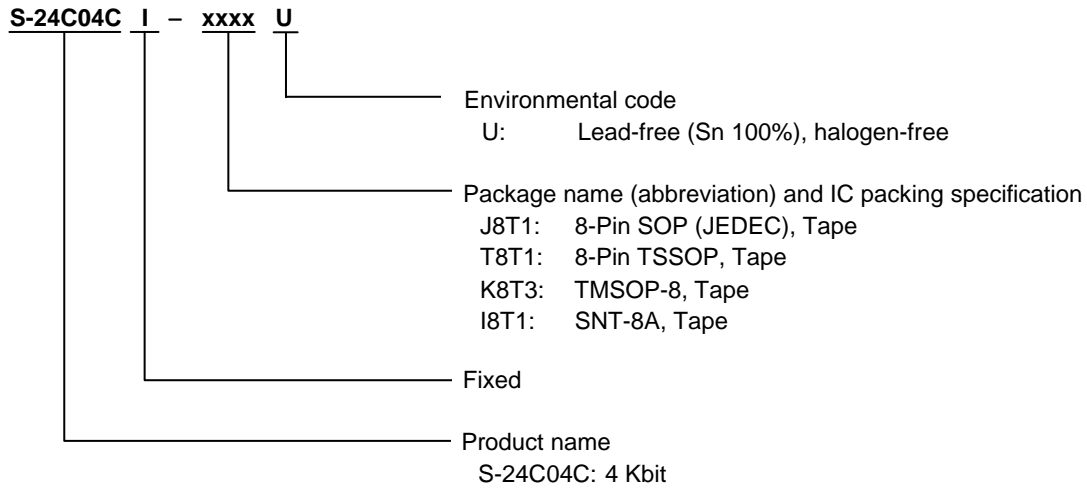 S-24C04C I – xxxx U
Environmental code
U: Lead-free (Sn 100%), halogen-free
Package name (abbreviation) and IC packing specification
J8T1: 8-Pin SOP (JEDEC), Tape
T8T1: 8-Pin TSSOP, Tape
K8T3: TMSOP-8, Tape
I8T1: SNT-8A, Tape
Fixed
Product name
S-24C04C: 4 Kbit